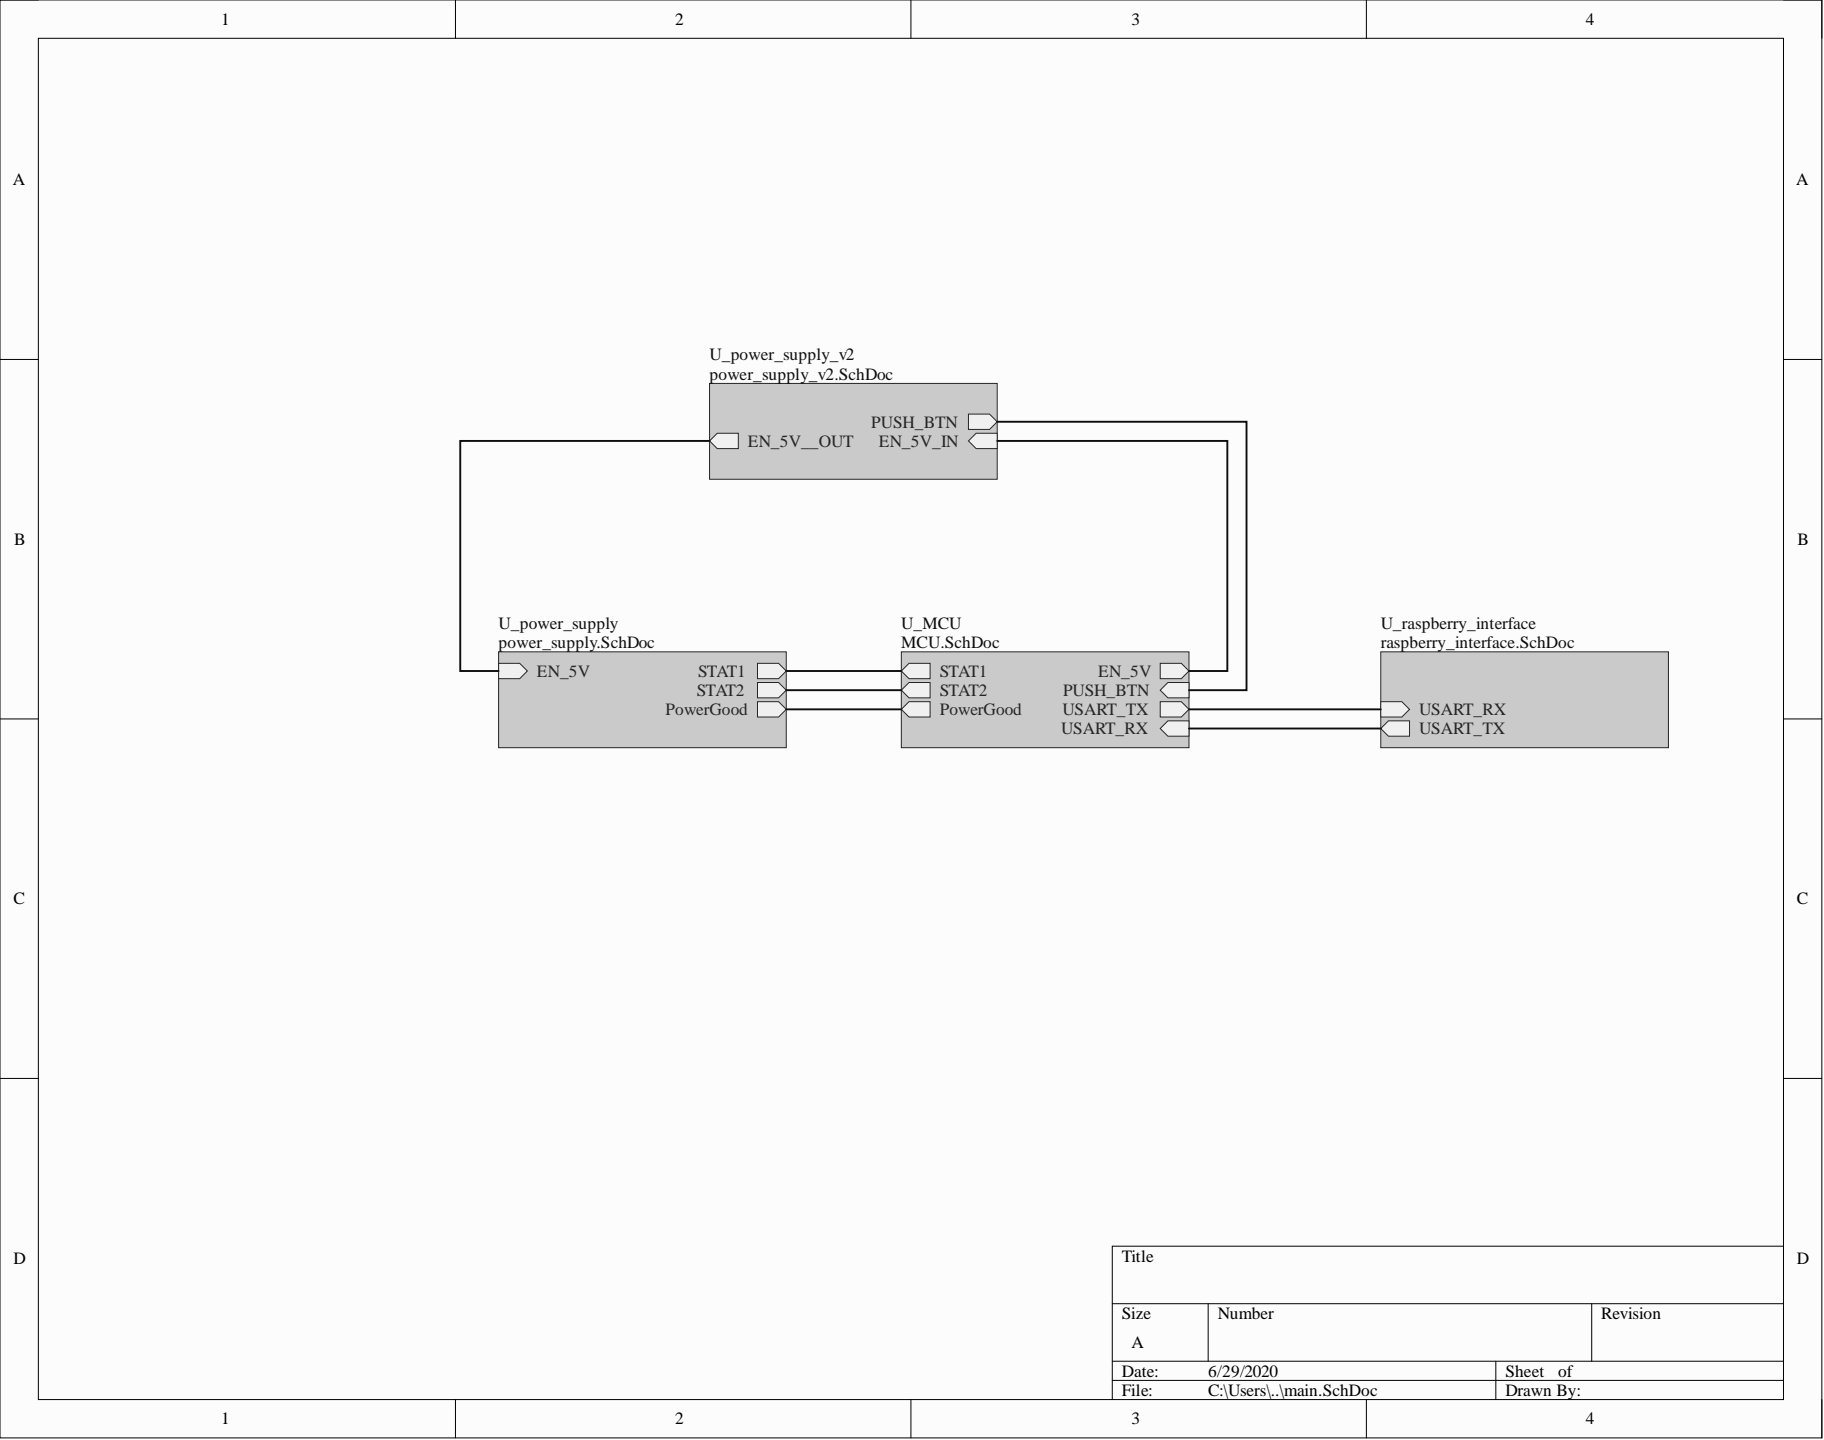 1 2 3 4
A A
U_power_supply_v2
power_supply_v2.SchDoc
PUSH_BTN
EN_5V__OUT EN_5V_IN
B B
U_power_supply U_MCU U_raspberry_interface
power_supply.SchDoc MCU.SchDoc raspberry_interface.SchDoc
EN_5V STAT1 STAT1 EN_5V
STAT2 STAT2 PUSH_BTN
PowerGood PowerGood USART_TX USART_RX
USART_RX USART_TX
C C
D D
Title
Size Number Revision
A
Date: 6/29/2020 Sheet of
File: C:\Users\..\main.SchDoc Drawn By:
1 2 3 4